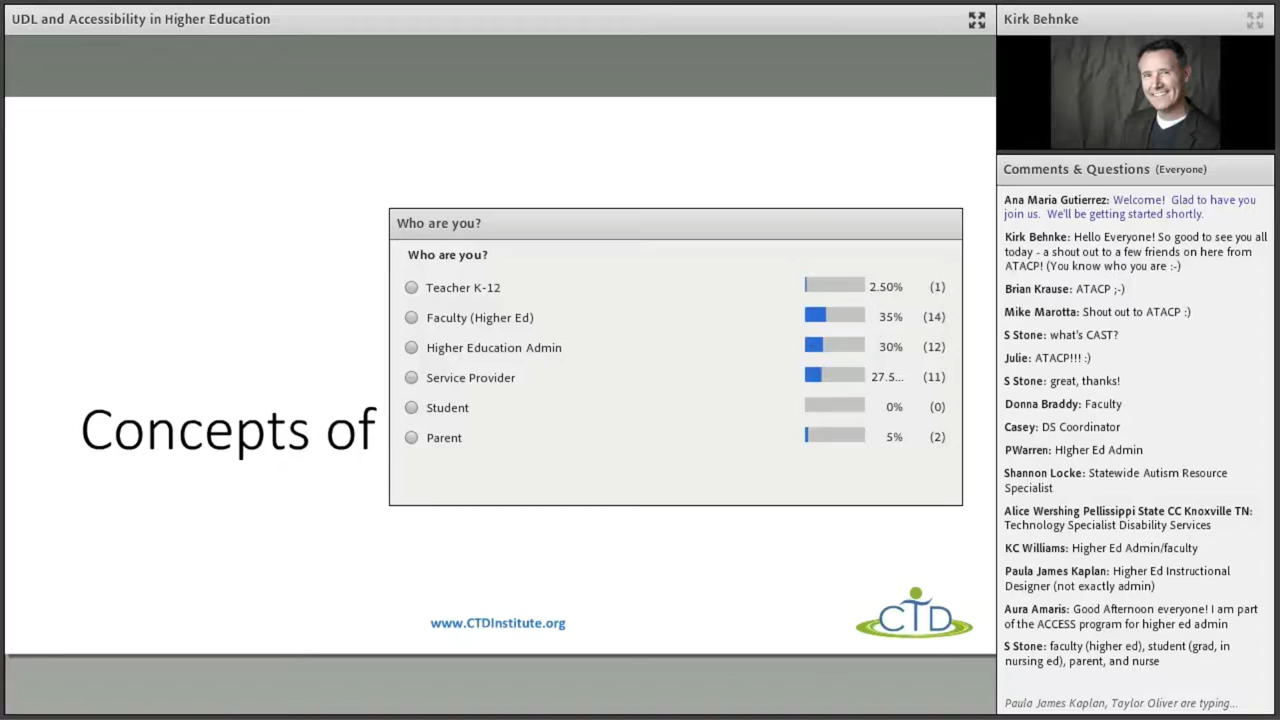 UDL and Accessibility in Higher Education
Concepts of
Who are you?
Who are you?
Teacher K-12 2.50% (1)
Faculty (Higher Ed) 35% (14)
Higher Education Admin 30% (12)
Service Provider 27.5... (11)
Student 0% (0)
Parent 5% (2)
www.CTDInstitute.org
CTD
Kirk Behnke
Comments & Questions (Everyone)
Ana Maria Gutierrez: Welcome! Glad to have you
join us. We'll be getting started shortly.
Kirk Behnke: Hello Everyone! So good to see you all
today - a shout out to a few friends on here from
ATACP! (You know who you are :-)
Brian Krause: ATACP ;-)
Mike Marotta: Shout out to ATACP :)
S Stone: what's CAST?
Julie: ATACP!!! :)
S Stone: great, thanks!
Donna Braddy: Faculty
Casey: DS Coordinator
PWarren: HIgher Ed Admin
Shannon Locke: Statewide Autism Resource
Specialist
Alice Wershing Pellissippi State CC Knoxville TN:
Technology Specialist Disability Services
KC Williams: Higher Ed Admin/faculty
Paula James Kaplan: Higher Ed Instructional
Designer (not exactly admin)
Aura Amaris: Good Afternoon everyone! I am part
of the ACCESS program for higher ed admin
S Stone: faculty (higher ed), student (grad, in
nursing ed), parent, and nurse
Paula James Kaplan, Taylor Oliver are typing...